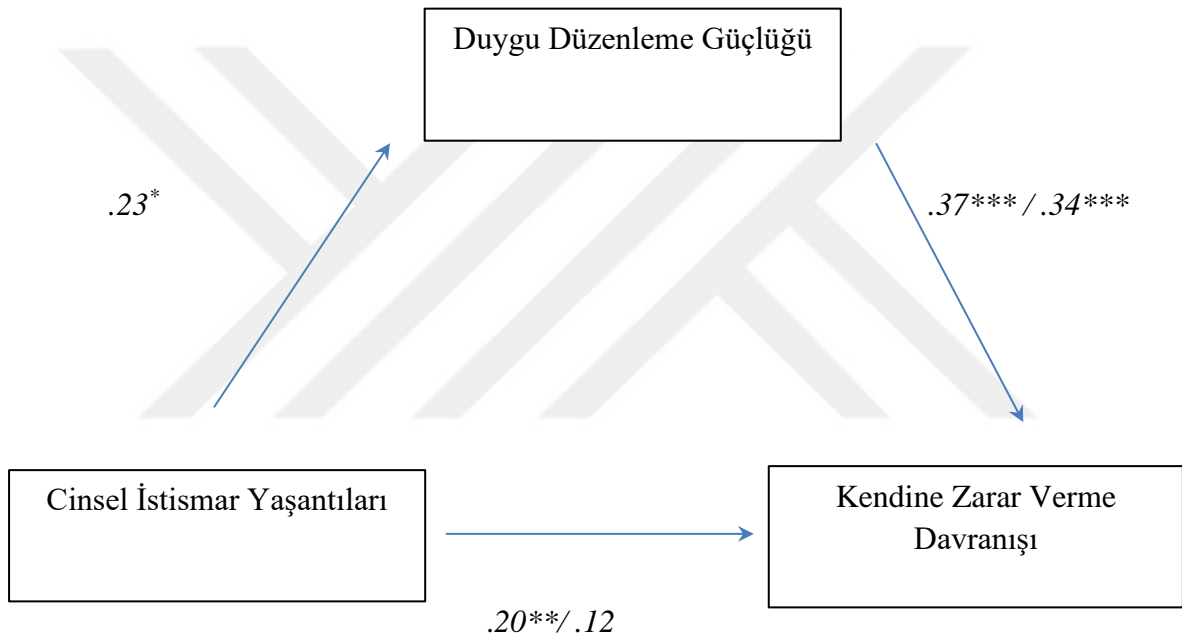 Duygu Düzenleme Güçlüğü
.23*
.37*** / .34***
Cinsel İstismar Yaşantıları
Kendine Zarar Verme
Davranışı
.20**/ .12